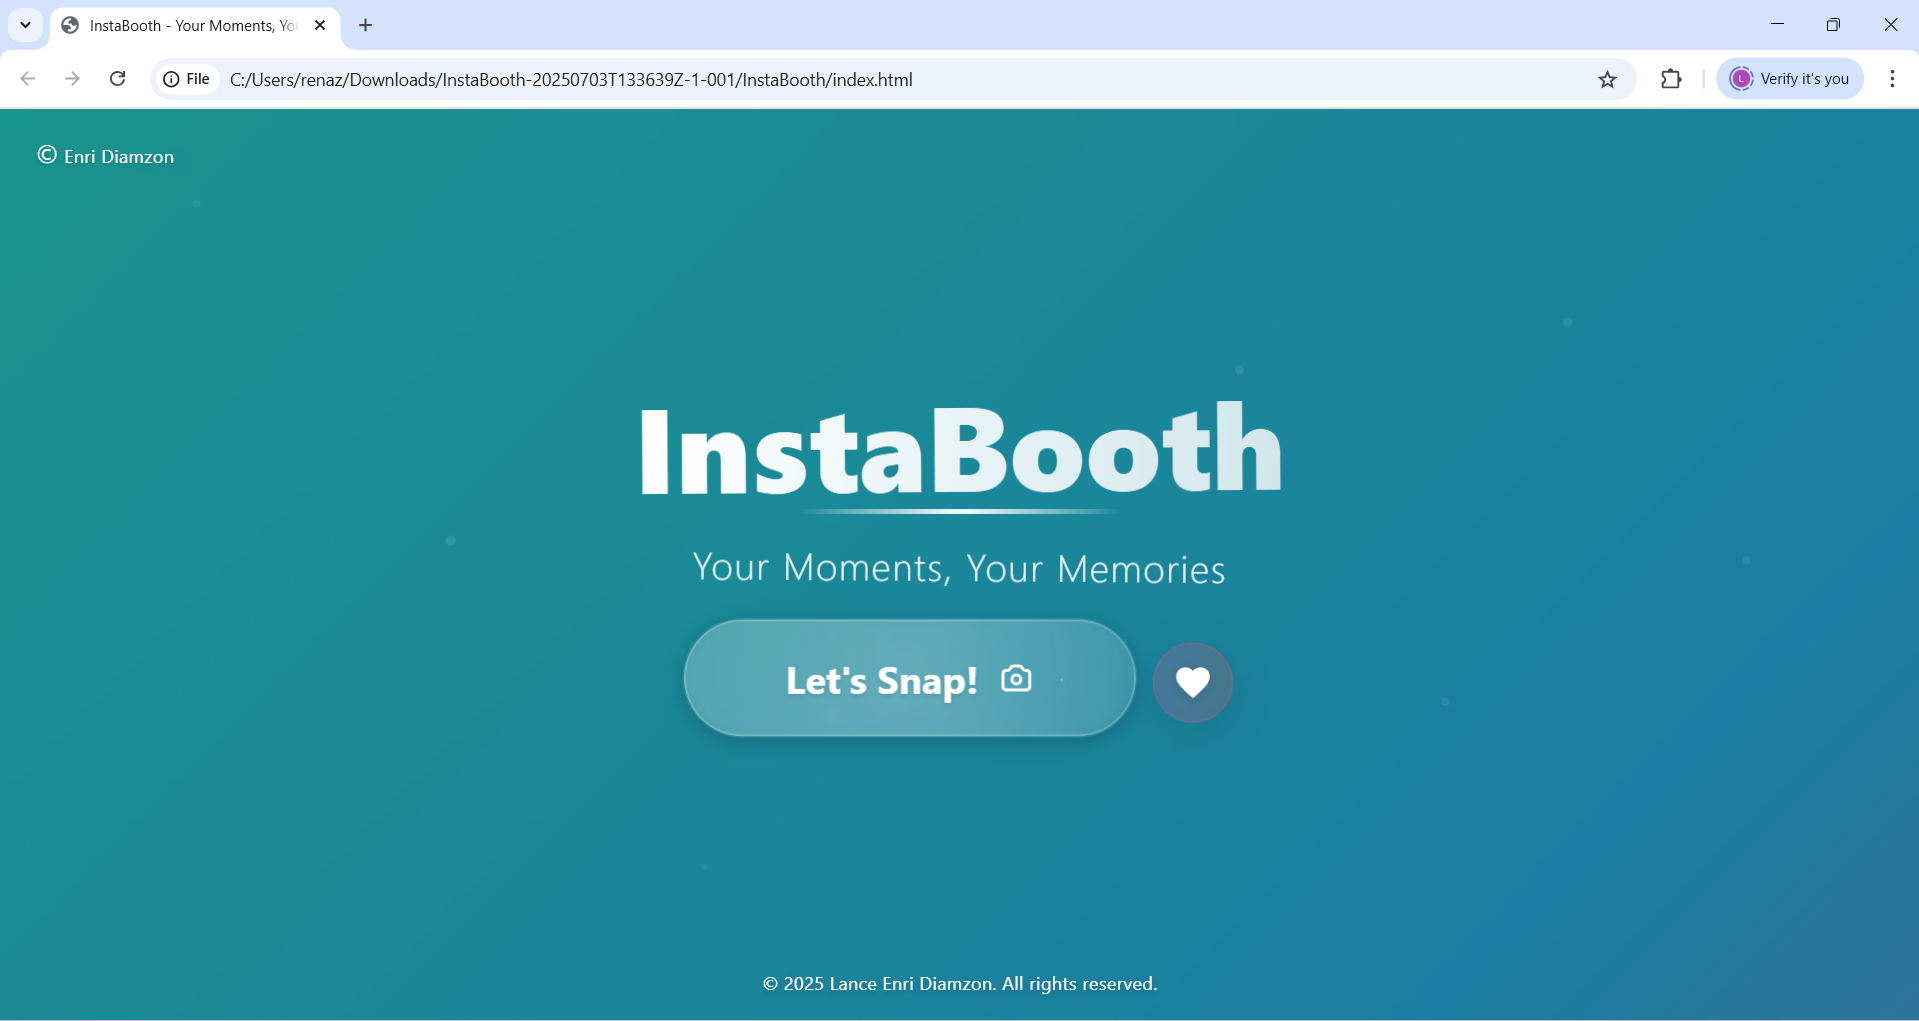 InstaBooth - Your Moments, Yo
File
C:/Users/renaz/Downloads/InstaBooth-20250703T133639Z-1-001/InstaBooth/index.html
L
Verify it's you
© Enri Diamzon
InstaBooth
Your Moments, Your Memories
Let's Snap!
© 2025 Lance Enri Diamzon. All rights reserved.